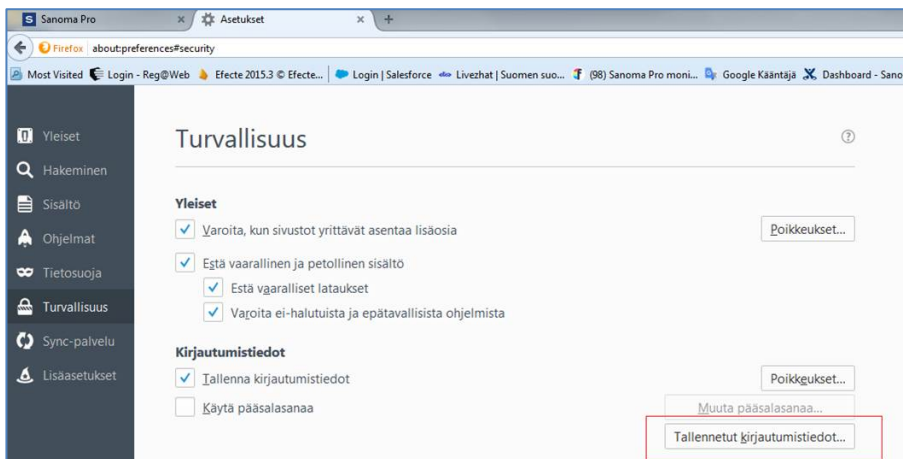 S Sanoma Pro × Asetukset × +
Firefox about:preferences#security
Most Visited Login - Reg@Web Efecte 2015.3 © Efecte... Login | Salesforce Livezhat | Suomen suo... (98) Sanoma Pro moni... Google Kääntäjä Dashboard - Sano
Yleiset
Hakeminen
Sisältö
Ohjelmat
Tietosuoja
Turvallisuus
Sync-palvelu
Lisäasetukset
Turvallisuus ?
Yleiset
Varoita, kun sivustot yrittävät asentaa lisäosia Poikkeukset...
Estä vaarallinen ja petollinen sisältö
Estä vaaralliset lataukset
Varoita ei-halutuista ja epätavallisista ohjelmista
Kirjautumistiedot
Tallenna kirjautumistiedot Poikkeukset...
Käytä pääsalasanaa Muuta pääsalasanaa...
Tallennetut kirjautumistiedot...